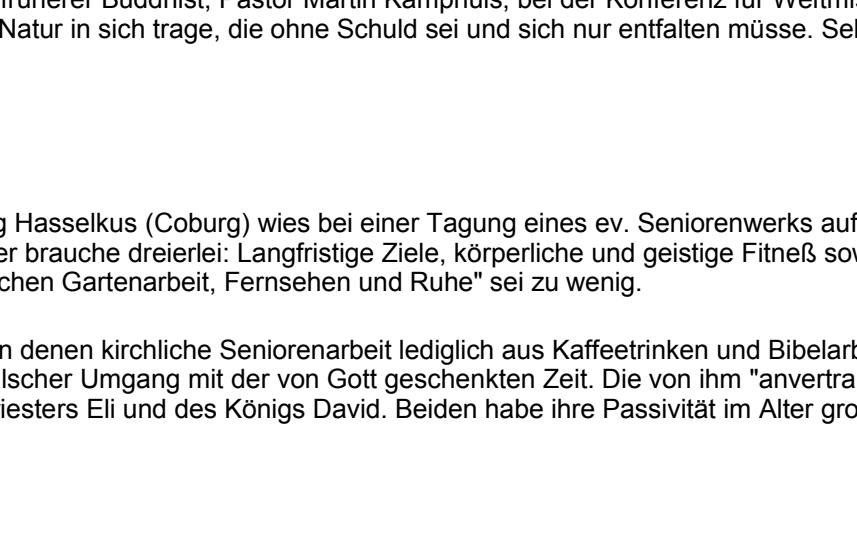 früherer Buddhist, Pastor Martin Kamphuis, bei der Konferenz für Weltmis
Natur in sich trage, die ohne Schuld sei und sich nur entfalten müsse. Sel
g Hasselkus (Coburg) wies bei einer Tagung eines ev. Seniorenwerks auf
er brauche dreierlei: Langfristige Ziele, körperliche und geistige Fitneß sow
chen Gartenarbeit, Fernsehen und Ruhe" sei zu wenig.
n denen kirchliche Seniorenarbeit lediglich aus Kaffeetrinken und Bibelarb
lscher Umgang mit der von Gott geschenkten Zeit. Die von ihm "anvertra
iesters Eli und des Königs David. Beiden habe ihre Passivität im Alter gro